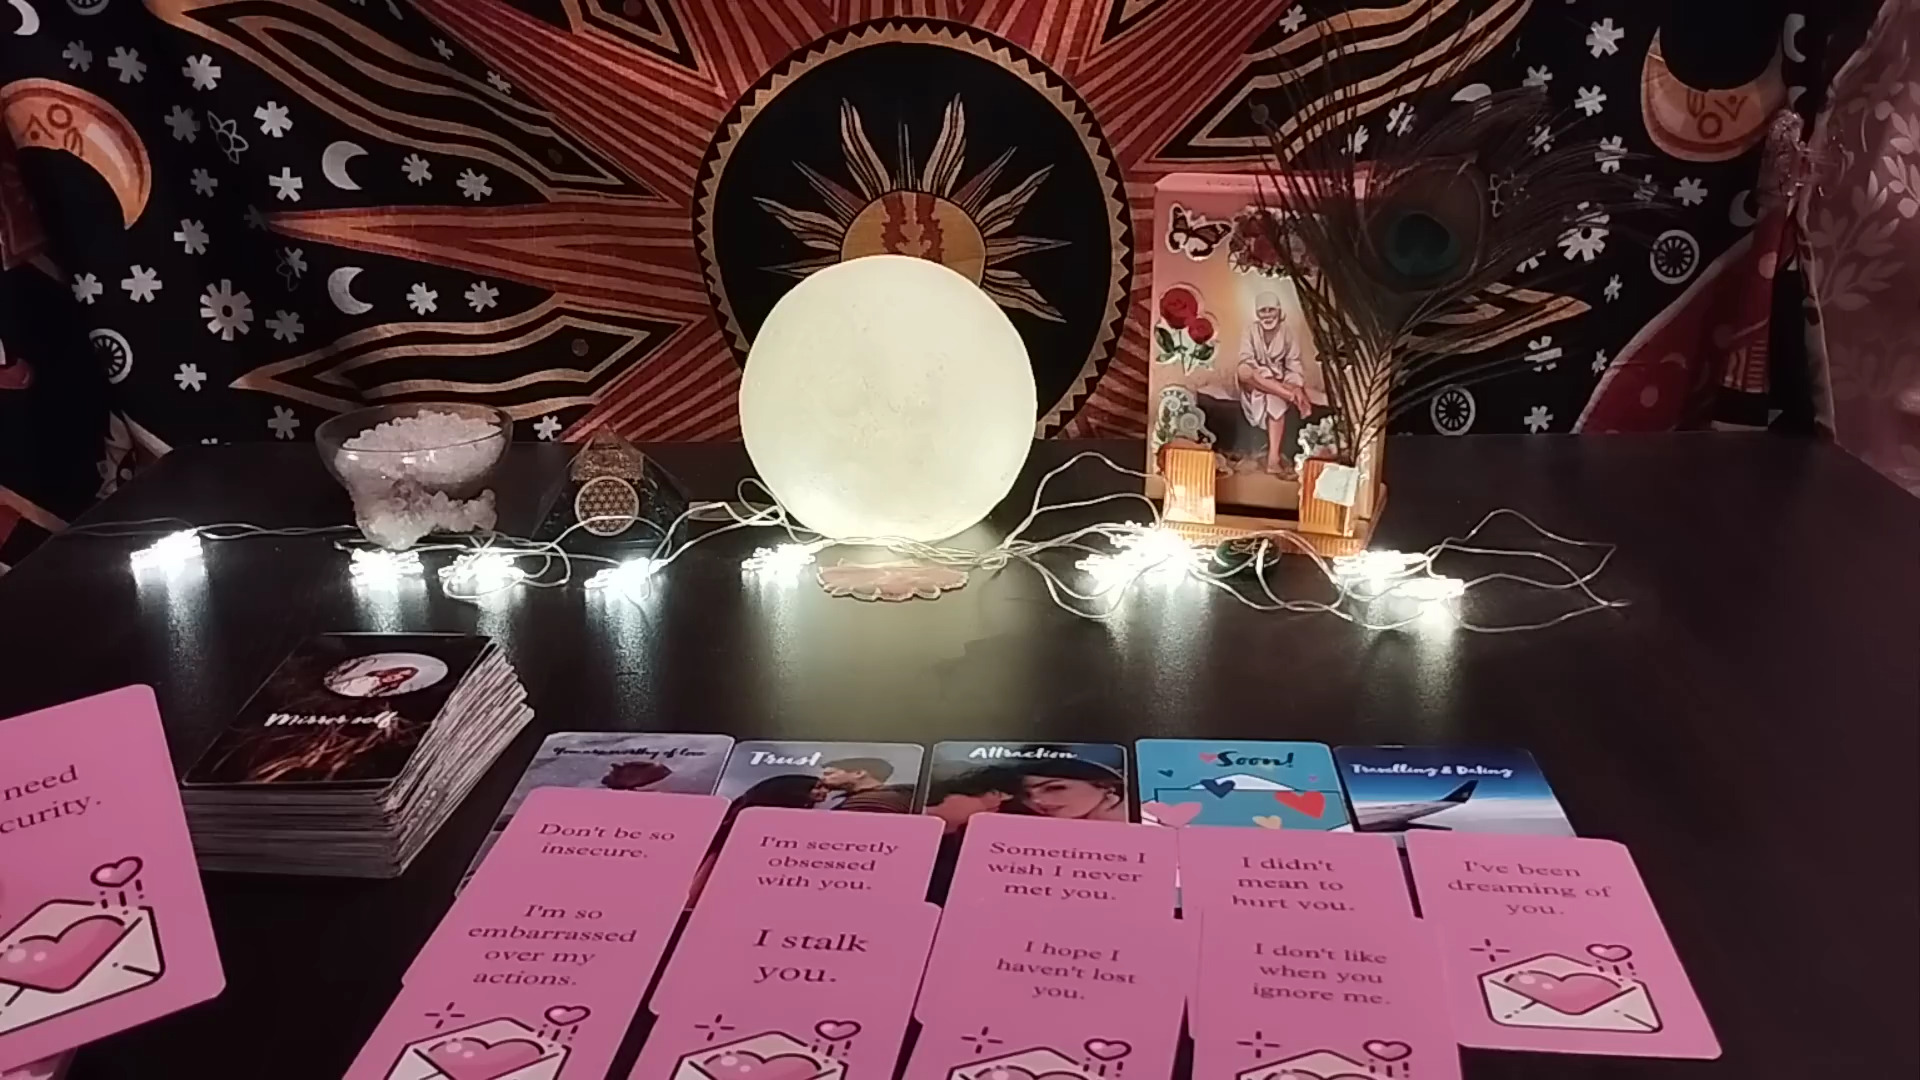 Mirror self
need
curity.
You are worthy of love
Trust
Attraction
Soon!
Travelling & Dating
Don't be so
insecure.
I'm secretly
obsessed
with you.
Sometimes I
wish I never
met you.
I didn't
mean to
hurt you.
I've been
dreaming of
you.
I'm so
embarrassed
over my
actions.
I stalk
you.
I hope I
haven't lost
you.
I don't like
when you
ignore me.